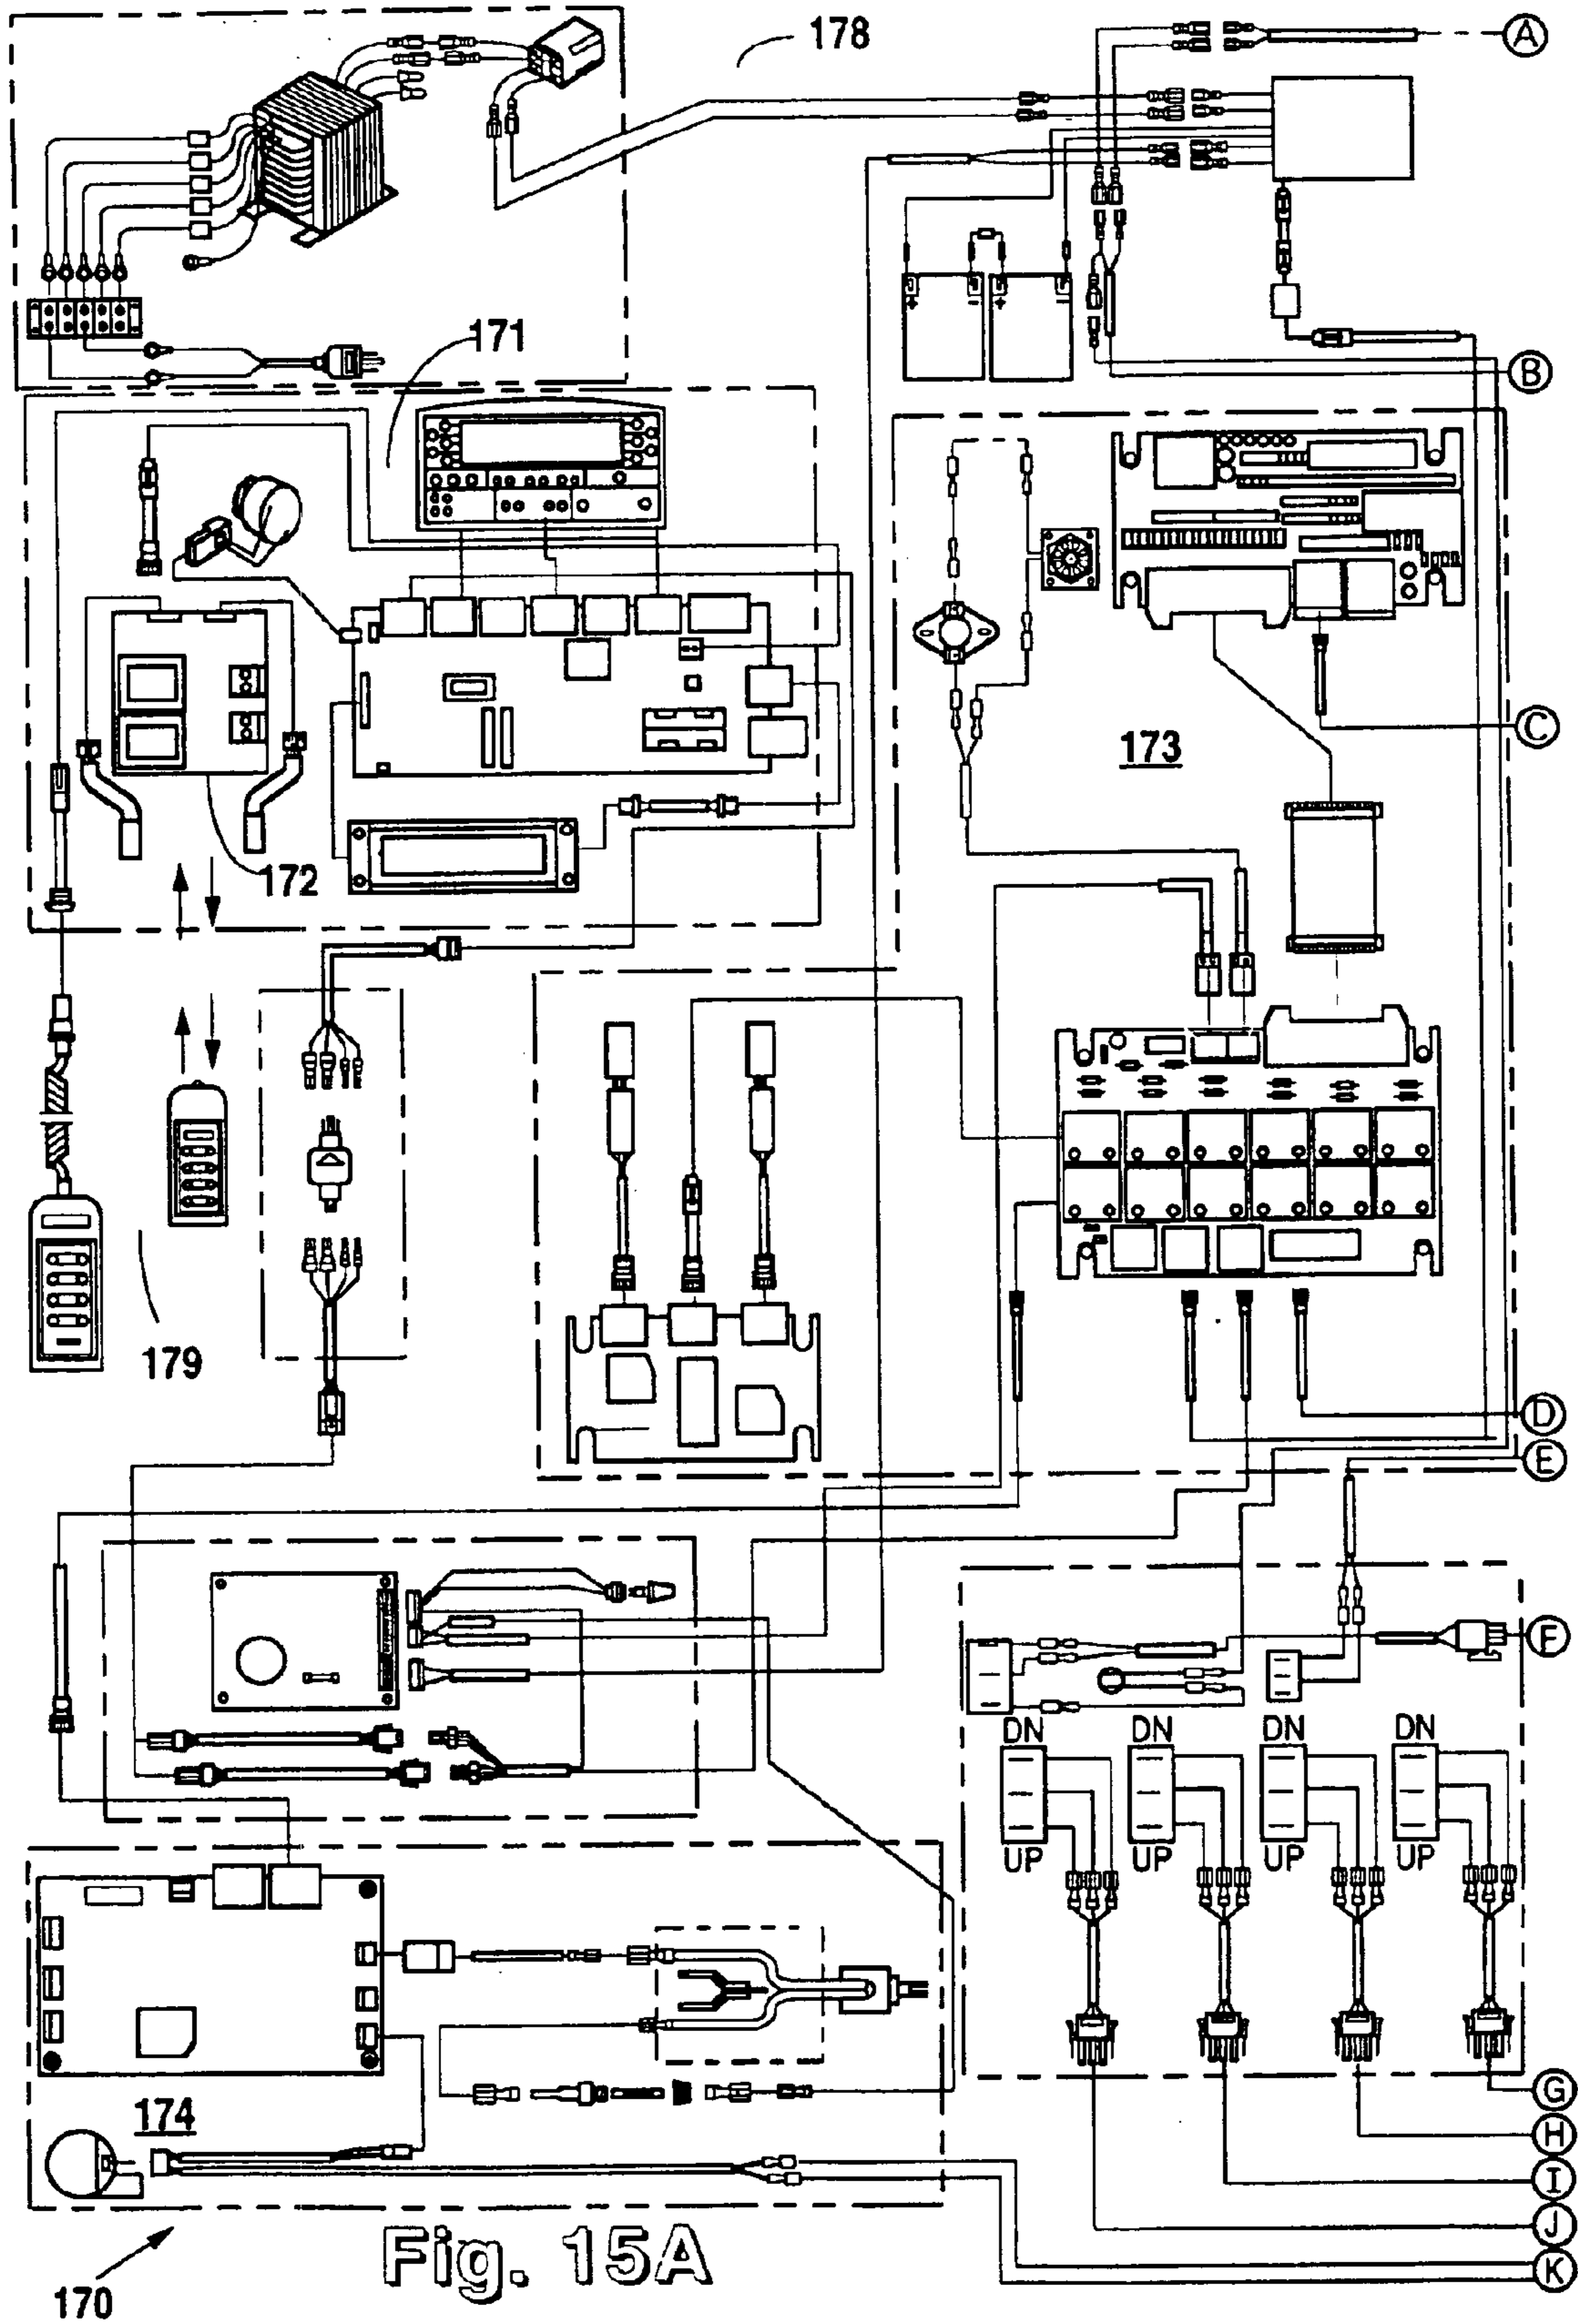 178
A
171
B
C
173
172
179
D
E
F
DN DN DN DN
UP UP UP UP
174
G
H
I
J
K
Fig. 15A
170